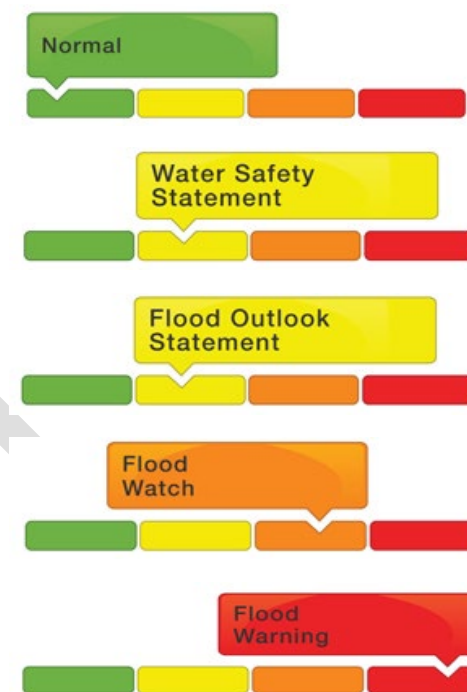 Normal
Water Safety
Statement
Flood Outlook
Statement
Flood
Watch
Flood
Warning